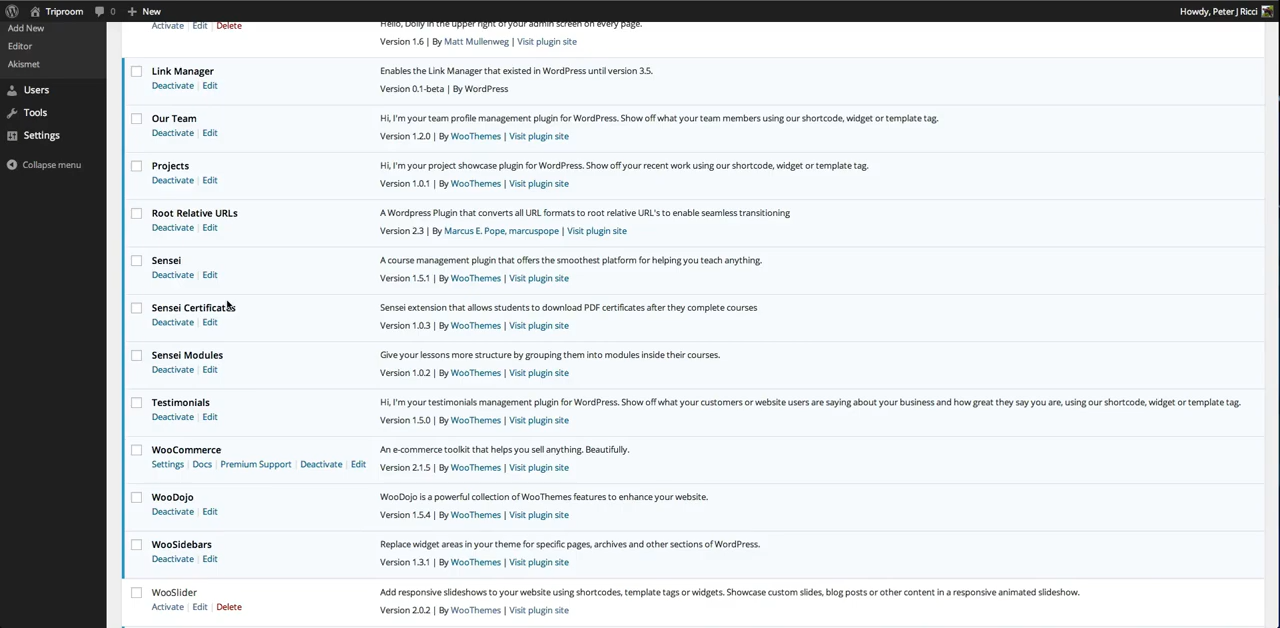 Triproom 0 New Howdy, Peter J Ricci
Add New
Editor
Akismet
Users
Tools
Settings
Collapse menu
Hello, Dolly in the upper right of your admin screen on every page.
Activate | Edit | Delete
Version 1.6 | By Matt Mullenweg | Visit plugin site
Link Manager Enables the Link Manager that existed in WordPress until version 3.5.
Deactivate | Edit Version 0.1-beta | By WordPress
Our Team Hi, I'm your team profile management plugin for WordPress. Show off what your team members using our shortcode, widget or template tag.
Deactivate | Edit Version 1.2.0 | By WooThemes | Visit plugin site
Projects Hi, I'm your project showcase plugin for WordPress. Show off your recent work using our shortcode, widget or template tag.
Deactivate | Edit Version 1.0.1 | By WooThemes | Visit plugin site
Root Relative URLs A Wordpress Plugin that converts all URL formats to root relative URL's to enable seamless transitioning
Deactivate | Edit Version 2.3 | By Marcus E. Pope, marcuspope | Visit plugin site
Sensei A course management plugin that offers the smoothest platform for helping you teach anything.
Deactivate | Edit Version 1.5.1 | By WooThemes | Visit plugin site
Sensei Certificates Sensei extension that allows students to download PDF certificates after they complete courses
Deactivate | Edit Version 1.0.3 | By WooThemes | Visit plugin site
Sensei Modules Give your lessons more structure by grouping them into modules inside their courses.
Deactivate | Edit Version 1.0.2 | By WooThemes | Visit plugin site
Testimonials Hi, I'm your testimonials management plugin for WordPress. Show off what your customers or website users are saying about your business and how great they say you are, using our shortcode, widget or template tag.
Deactivate | Edit Version 1.5.0 | By WooThemes | Visit plugin site
WooCommerce An e-commerce toolkit that helps you sell anything. Beautifully.
Settings | Docs | Premium Support | Deactivate | Edit Version 2.1.5 | By WooThemes | Visit plugin site
WooDojo WooDojo is a powerful collection of WooThemes features to enhance your website.
Deactivate | Edit Version 1.5.4 | By WooThemes | Visit plugin site
WooSidebars Replace widget areas in your theme for specific pages, archives and other sections of WordPress.
Deactivate | Edit Version 1.3.1 | By WooThemes | Visit plugin site
WooSlider Add responsive slideshows to your website using shortcodes, template tags or widgets. Showcase custom slides, blog posts or other content in a responsive animated slideshow.
Activate | Edit | Delete Version 2.0.2 | By WooThemes | Visit plugin site